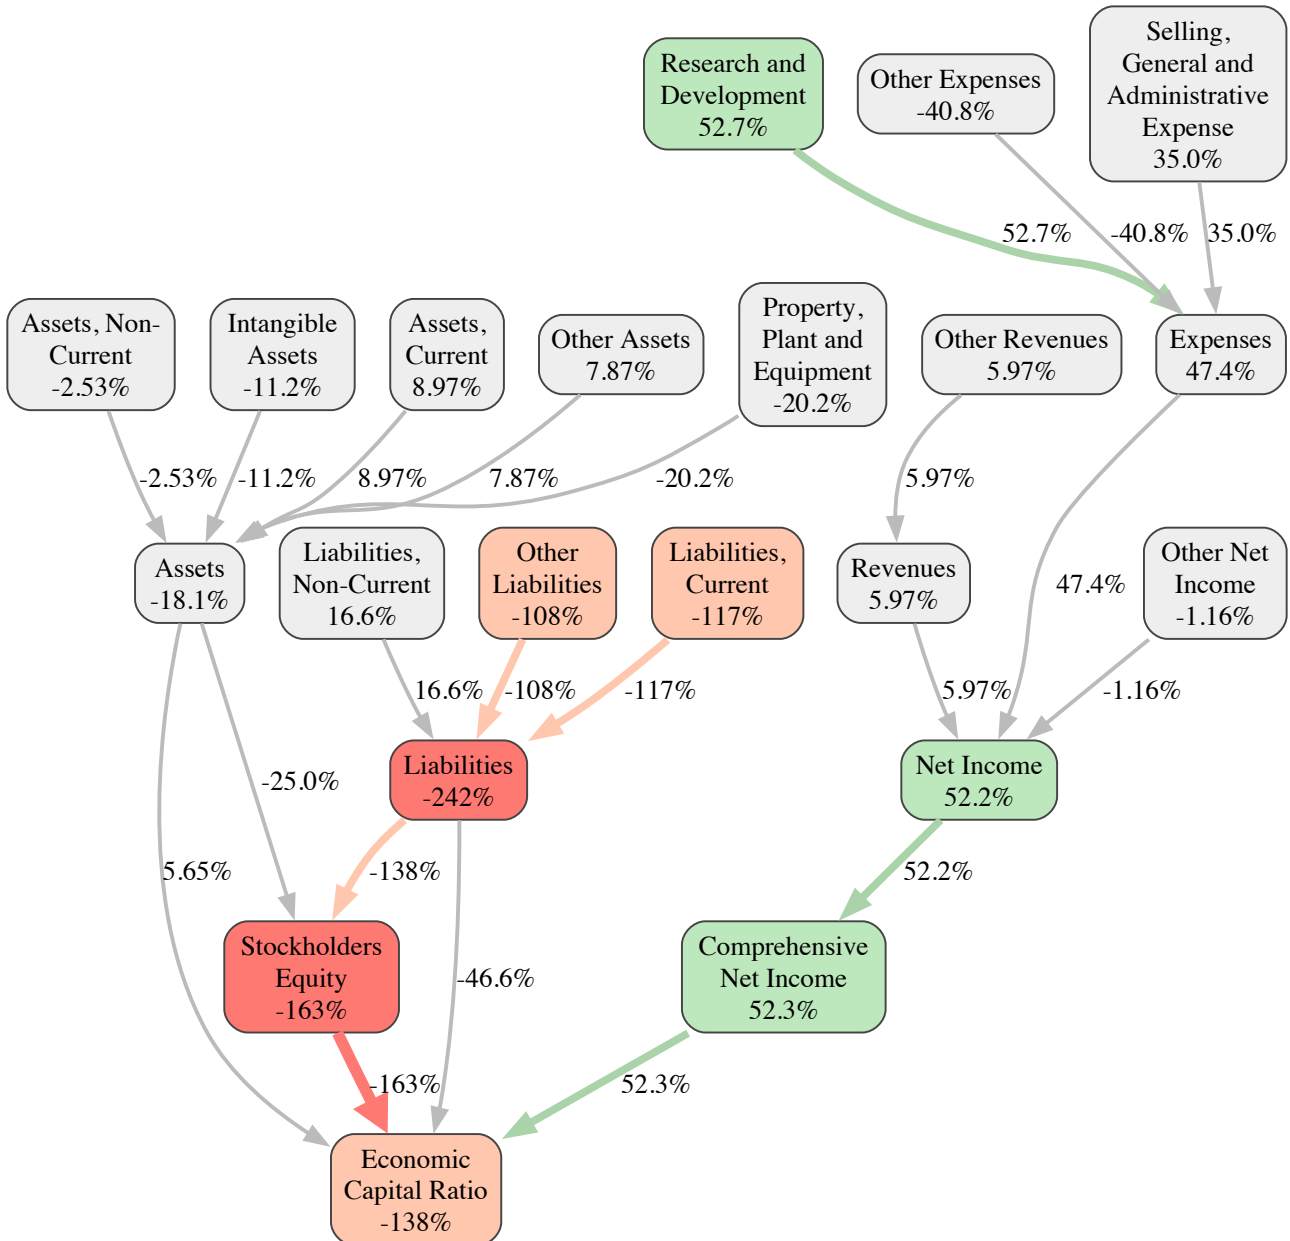 Selling,
General and
Administrative
Expense
35.0%
Research and
Development
52.7%
Other Expenses
-40.8%
52.7%
-40.8%
35.0%
Assets, Non-
Current
-2.53%
Intangible
Assets
-11.2%
Assets,
Current
8.97%
Other Assets
7.87%
Property,
Plant and
Equipment
-20.2%
Other Revenues
5.97%
Expenses
47.4%
-2.53%
-11.2%
8.97%
7.87%
-20.2%
5.97%
Assets
-18.1%
Liabilities,
Non-Current
16.6%
Other
Liabilities
-108%
Liabilities,
Current
-117%
Revenues
5.97%
47.4%
Other Net
Income
-1.16%
16.6%
-108%
-117%
5.97%
-1.16%
-25.0%
Liabilities
-242%
Net Income
52.2%
5.65%
-138%
52.2%
Stockholders
Equity
-163%
-46.6%
Comprehensive
Net Income
52.3%
-163%
52.3%
Economic
Capital Ratio
-138%